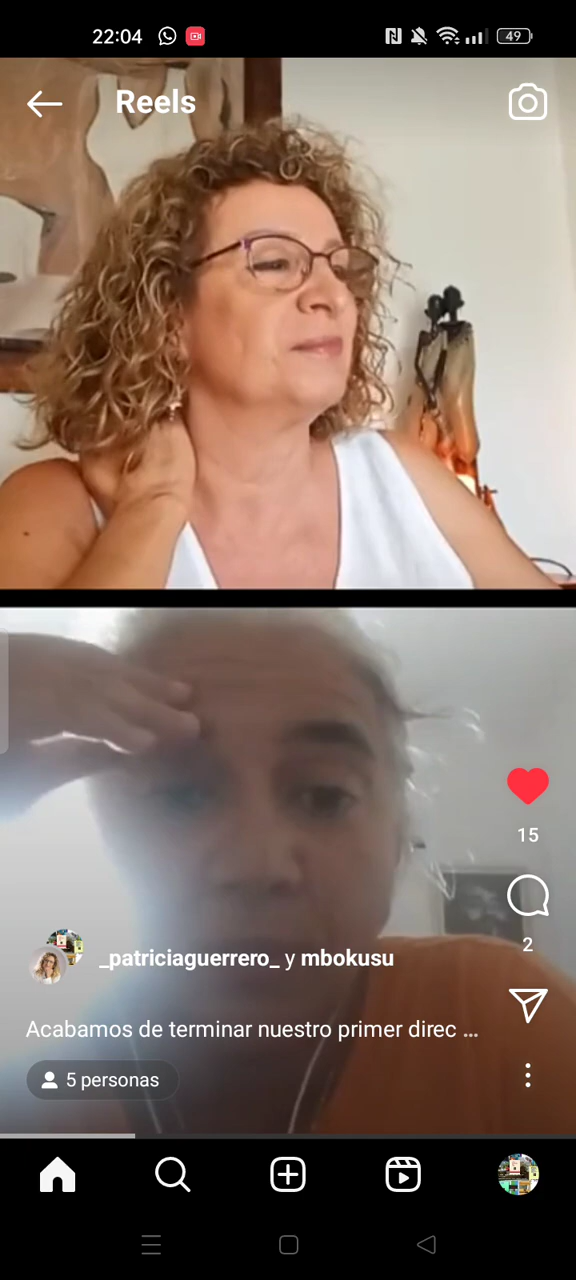 22:04
49
Reels
15
2
_patriciaguerrero_ y mbokusu
Acabamos de terminar nuestro primer direc ...
5 personas